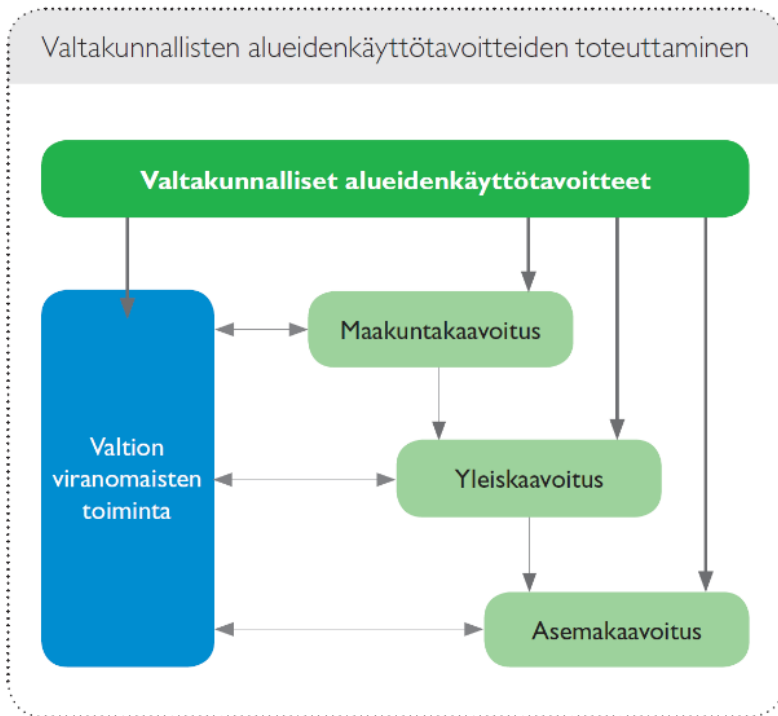 Valtakunnallisten alueidenkäyttötavoitteiden toteuttaminen
Valtakunnalliset alueidenkäyttötavoitteet
Maakuntakaavoitus
Valtion
viranomaisten
toiminta
Yleiskaavoitus
Asemakaavoitus